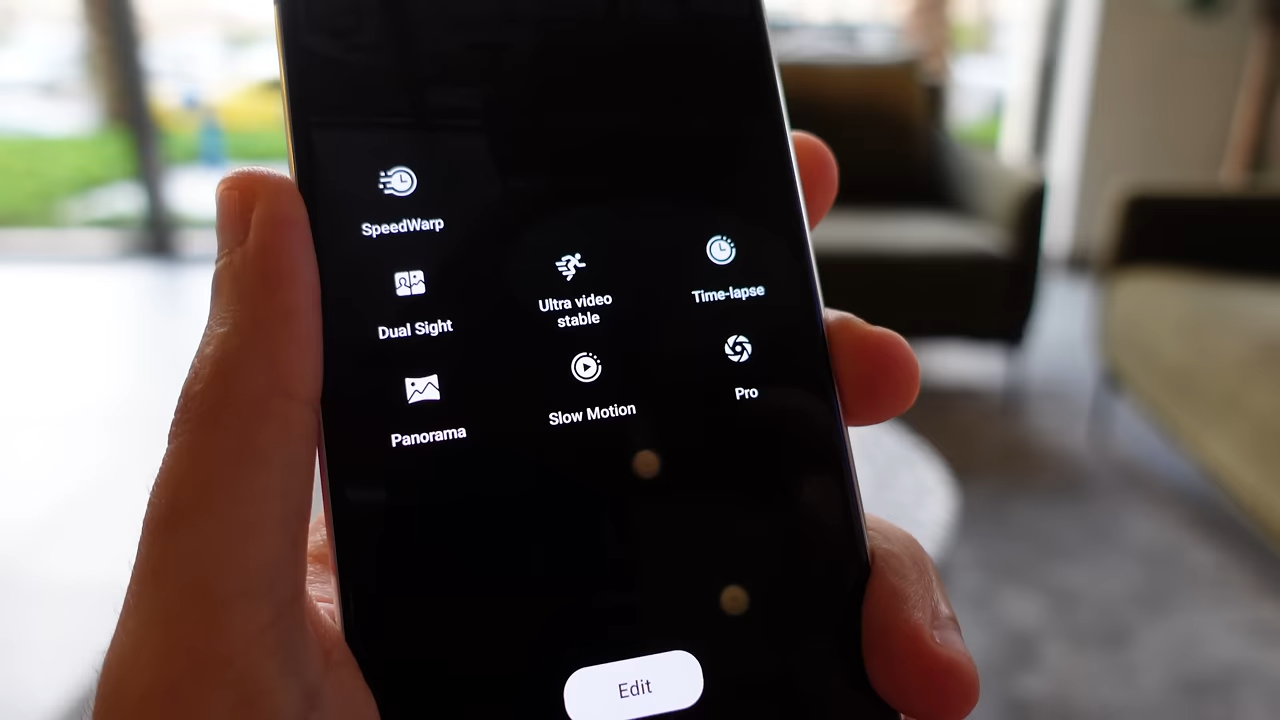 SpeedWarp
Dual Sight
Ultra video
stable
Time-lapse
Panorama
Slow Motion
Pro
Edit